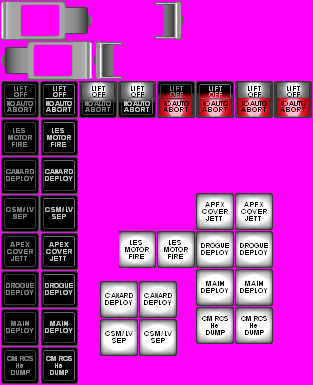 LIFT
OFF
NO AUTO
ABORT
LIFT
OFF
NO AUTO
ABORT
LIFT
OFF
NO AUTO
ABORT
LIFT
OFF
NO AUTO
ABORT
LIFT
OFF
NO AUTO
ABORT
LIFT
OFF
NO AUTO
ABORT
LIFT
OFF
NO AUTO
ABORT
LIFT
OFF
NO AUTO
ABORT
LES
MOTOR
FIRE
LES
MOTOR
FIRE
CANARD
DEPLOY
CANARD
DEPLOY
CSM/LV
SEP
CSM/LV
SEP
APEX
COVER
JETT
APEX
COVER
JETT
APEX
COVER
JETT
APEX
COVER
JETT
LES
MOTOR
FIRE
LES
MOTOR
FIRE
DROGUE
DEPLOY
DROGUE
DEPLOY
DROGUE
DEPLOY
DROGUE
DEPLOY
CANARD
DEPLOY
CANARD
DEPLOY
MAIN
DEPLOY
MAIN
DEPLOY
MAIN
DEPLOY
MAIN
DEPLOY
CSM/LV
SEP
CSM/LV
SEP
CM RCS
He
DUMP
CM RCS
He
DUMP
CM RCS
He
DUMP
CM RCS
He
DUMP